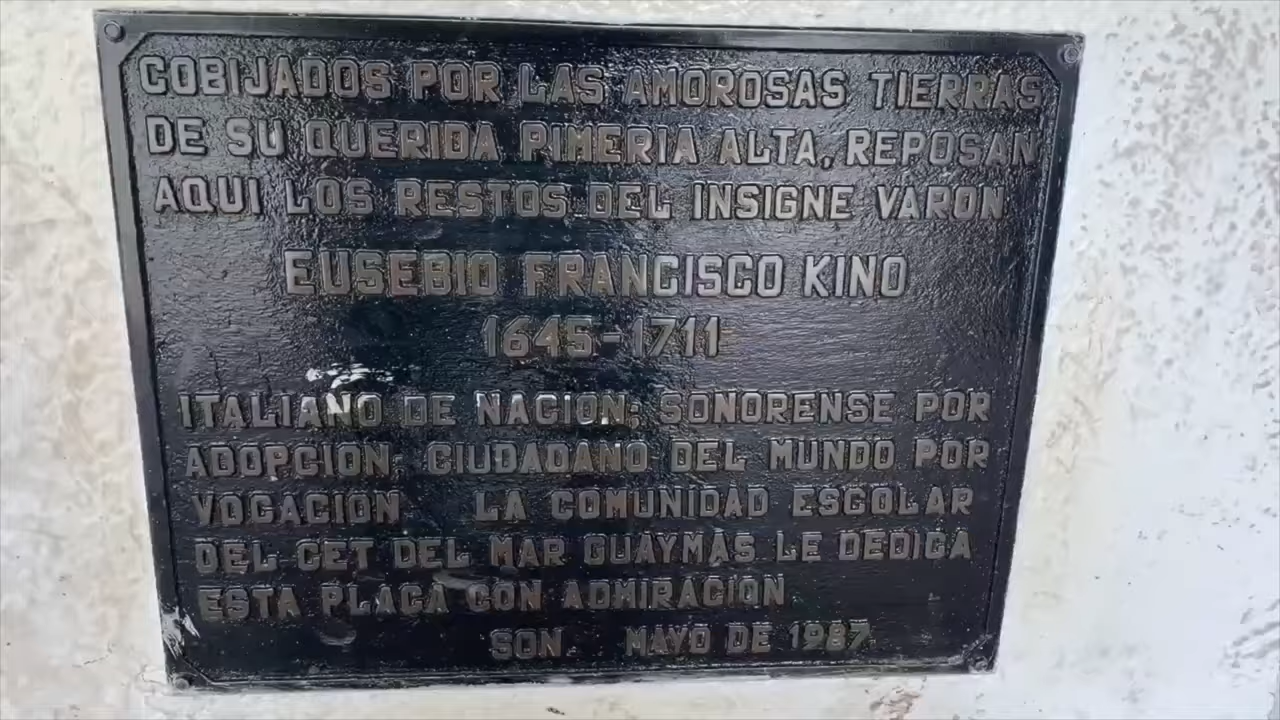 COBIJADOS POR LAS AMOROSAS TIERRAS
DE SU QUERIDA PIMERIA ALTA, REPOSAN
AQUI LOS RESTOS DEL INSIGNE VARON
EUSEBIO FRANCISCO KINO
1645-1711
ITALIANO DE NACION; SONORENSE POR
ADOPCION; CIUDADANO DEL MUNDO POR
VOCACION LA COMUNIDAD ESCOLAR
DEL CET DEL MAR GUAYMAS LE DEDICA
ESTA PLACA CON ADMIRACION
SON. MAYO DE 1987